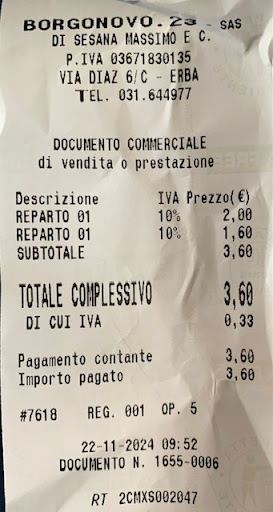 BORGONOVO.23 - SAS
DI SESANA MASSIMO E C.
P.IVA 03671830135
VIA DIAZ 6/C - ERBA
TEL. 031.644977
DOCUMENTO COMMERCIALE
di vendita o prestazione
Descrizione IVA Prezzo(€)
REPARTO 01 10% 2,00
REPARTO 01 10% 1,60
SUBTOTALE 3,60
TOTALE COMPLESSIVO 3,60
DI CUI IVA 0,33
Pagamento contante 3,60
Importo pagato 3,60
#7618 REG. 001 OP. 5
22-11-2024 09:52
DOCUMENTO N. 1655-0006
RT 2CMXS002047